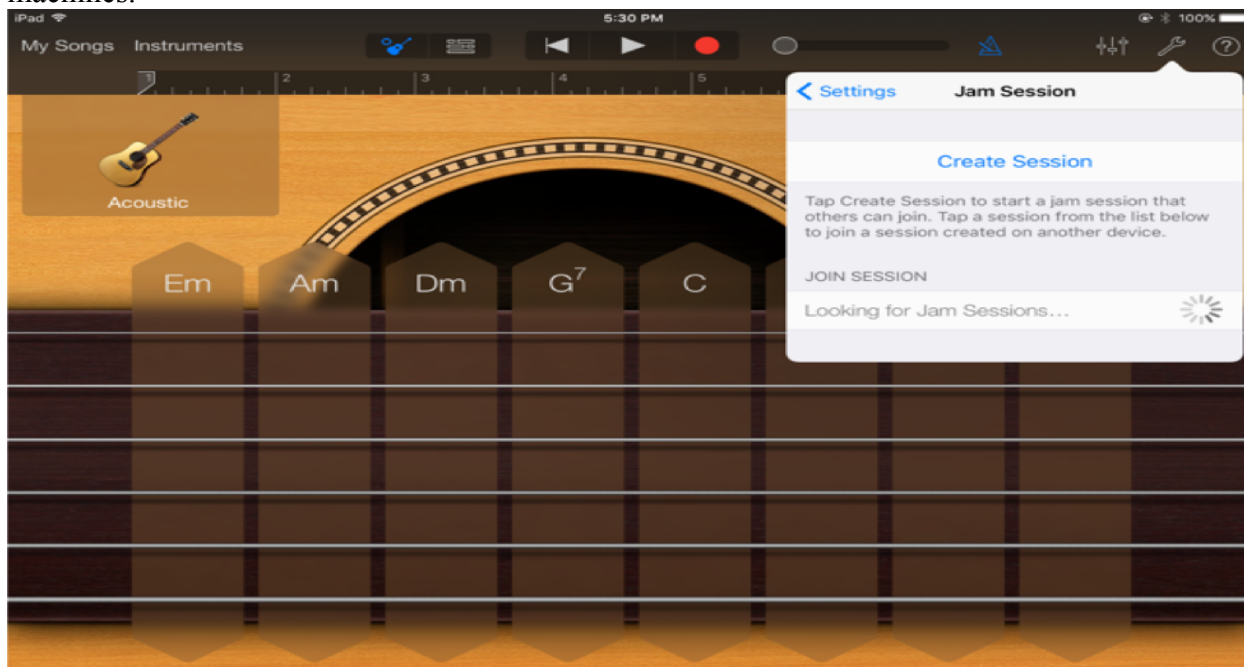 iPad 5:30 PM 100%
My Songs Instruments
1 2 3 4 5
Settings Jam Session
Create Session
Tap Create Session to start a jam session that
others can join. Tap a session from the list below
to join a session created on another device.
JOIN SESSION
Looking for Jam Sessions...
Acoustic
Em Am Dm G7 C